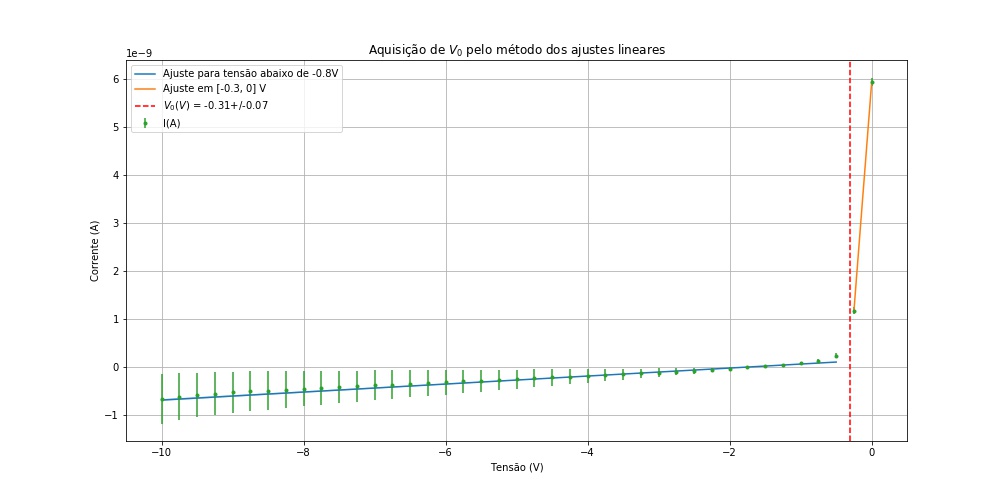 Aquisição de V₀ pelo método dos ajustes lineares
1e−9
Ajuste para tensão abaixo de -0.8V
Ajuste em [-0.3, 0] V
V₀(V) = -0.31+/-0.07
I(A)
6
5
4
3
2
1
0
−1
Corrente (A)
−10 −8 −6 −4 −2 0
Tensão (V)